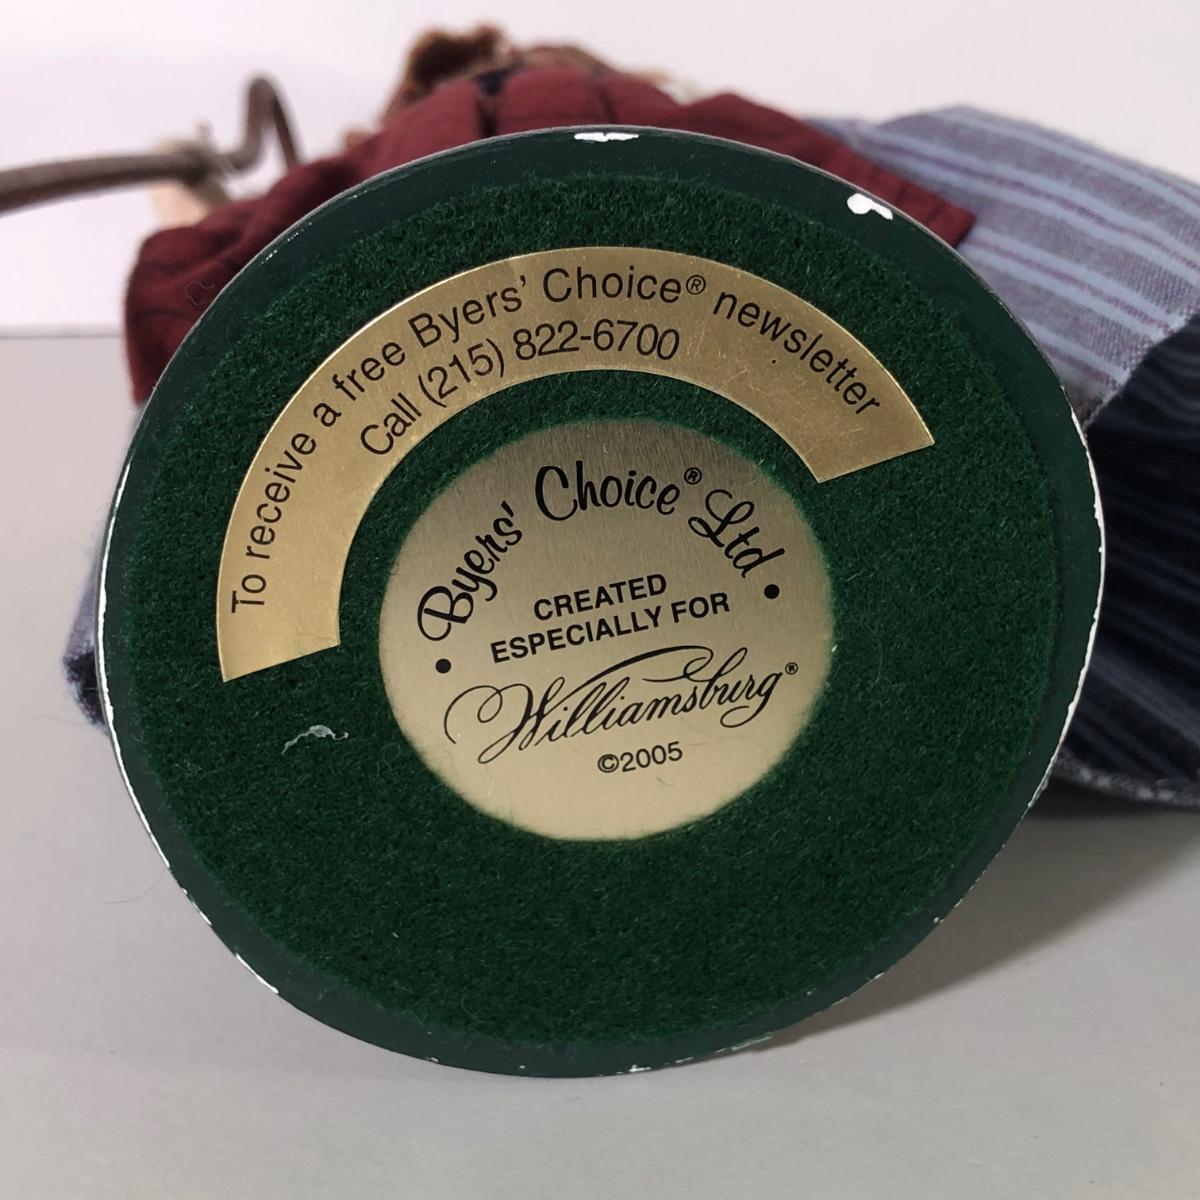 To receive a free Byers' Choice® newsletter
Call (215) 822-6700
Byers' Choice® Ltd
• CREATED •
ESPECIALLY FOR
Williamsburg®
©2005